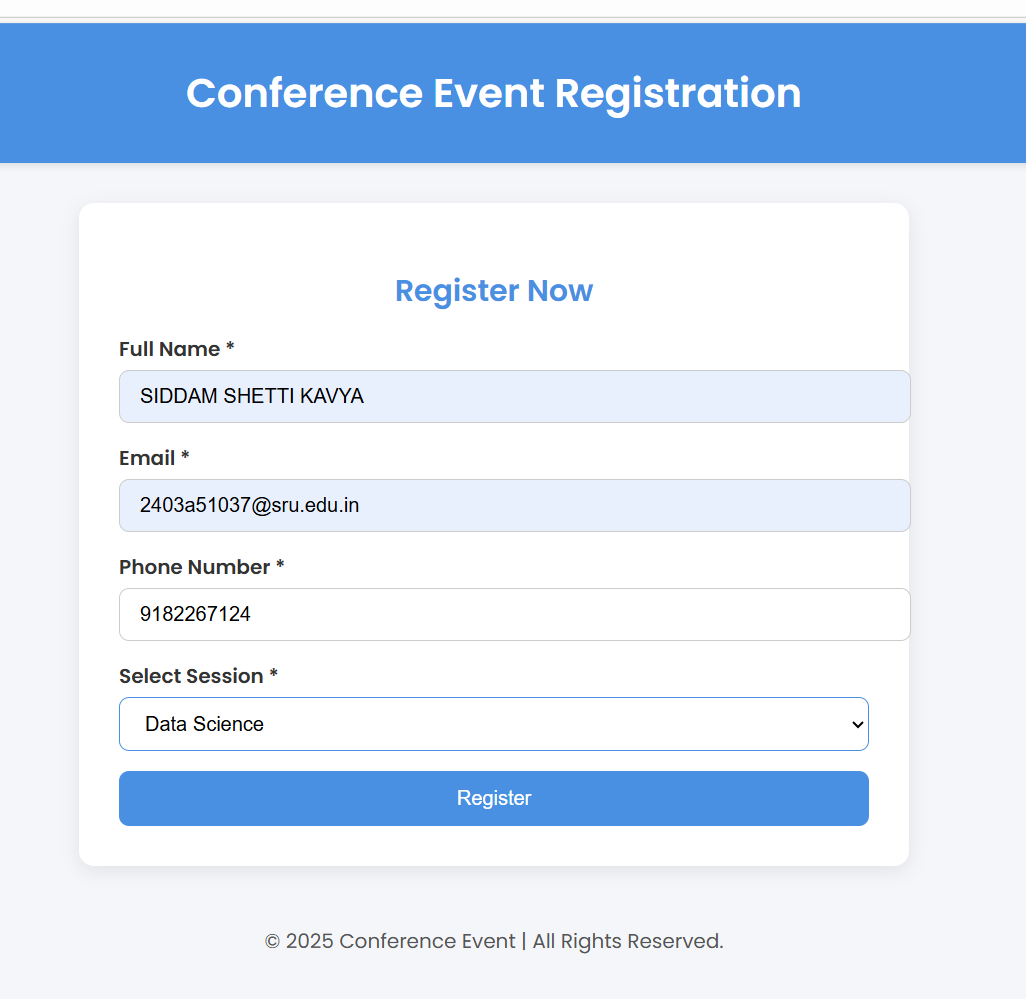 Conference Event Registration
Register Now
Full Name *
SIDDAM SHETTI KAVYA
Email *
2403a51037@sru.edu.in
Phone Number *
9182267124
Select Session *
Data Science
Register
© 2025 Conference Event | All Rights Reserved.